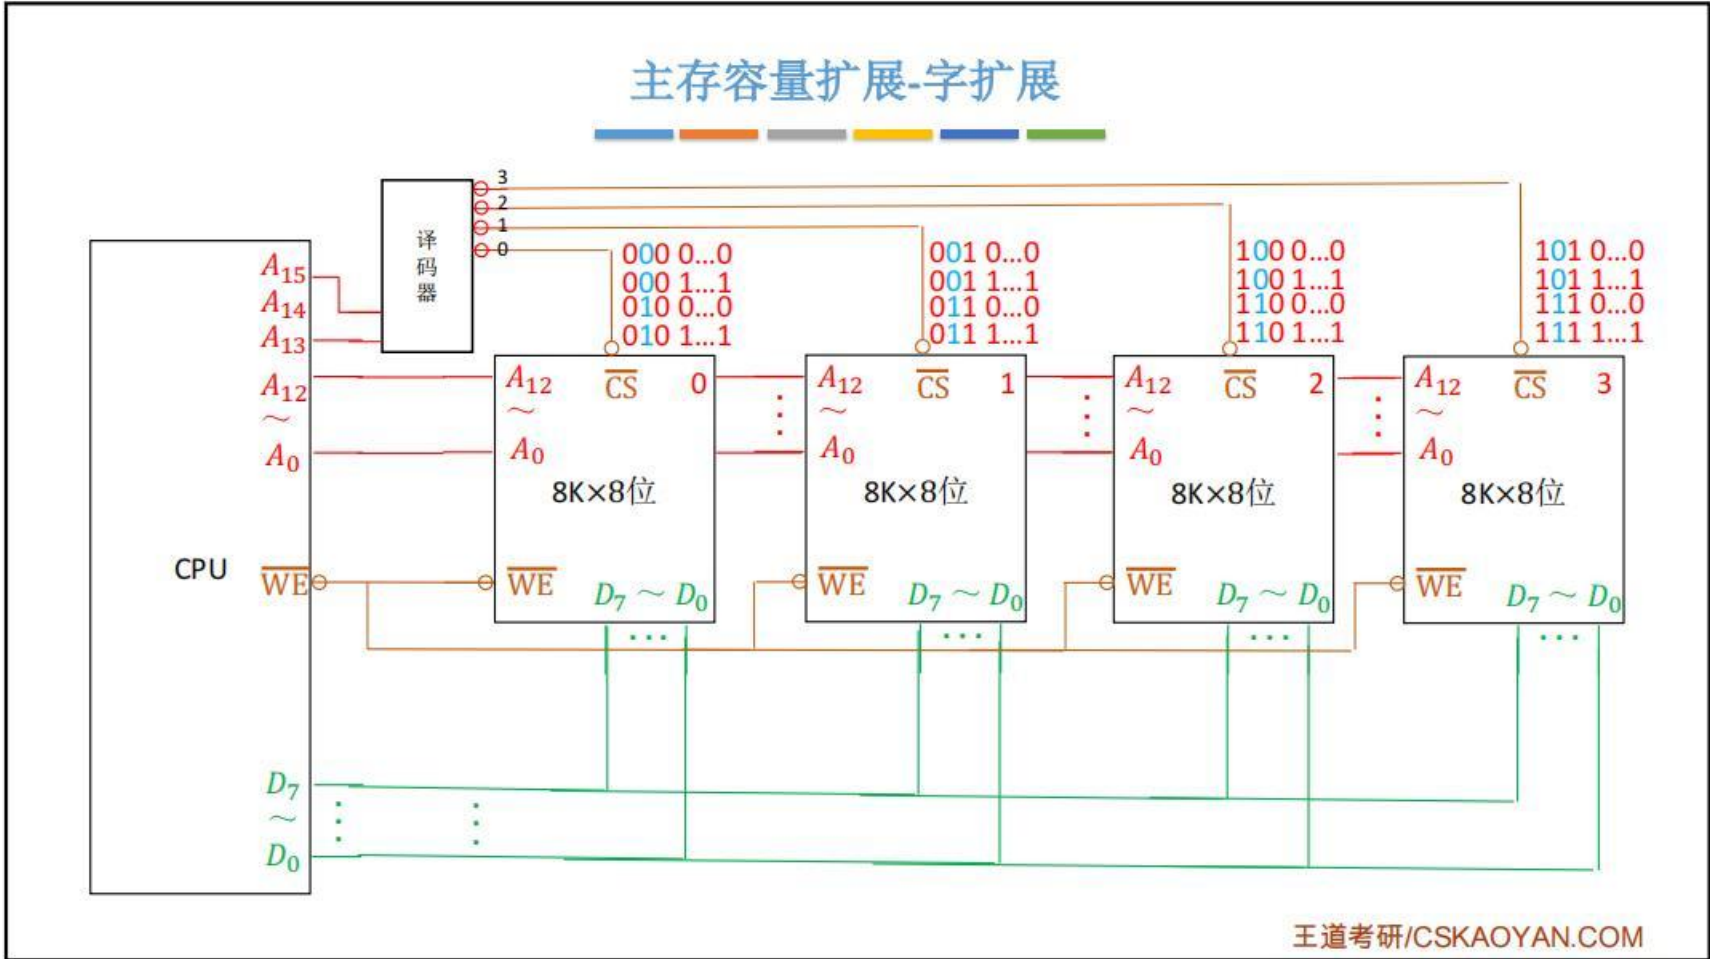 主存容量扩展-字扩展
3
2
1
0
译
码
器
000 0...0
000 1...1
010 0...0
010 1...1
001 0...0
001 1...1
011 0...0
011 1...1
100 0...0
100 1...1
110 0...0
110 1...1
101 0...0
101 1...1
111 0...0
111 1...1
A15
A14
A13
A12
~
A0
CPU
WE
D7
~
D0
A12 CS 0
~
A0
8K×8位
WE
D7 ~ D0
A12 CS 1
~
A0
8K×8位
WE
D7 ~ D0
A12 CS 2
~
A0
8K×8位
WE
D7 ~ D0
A12 CS 3
~
A0
8K×8位
WE
D7 ~ D0
王道考研/CSKAOYAN.COM